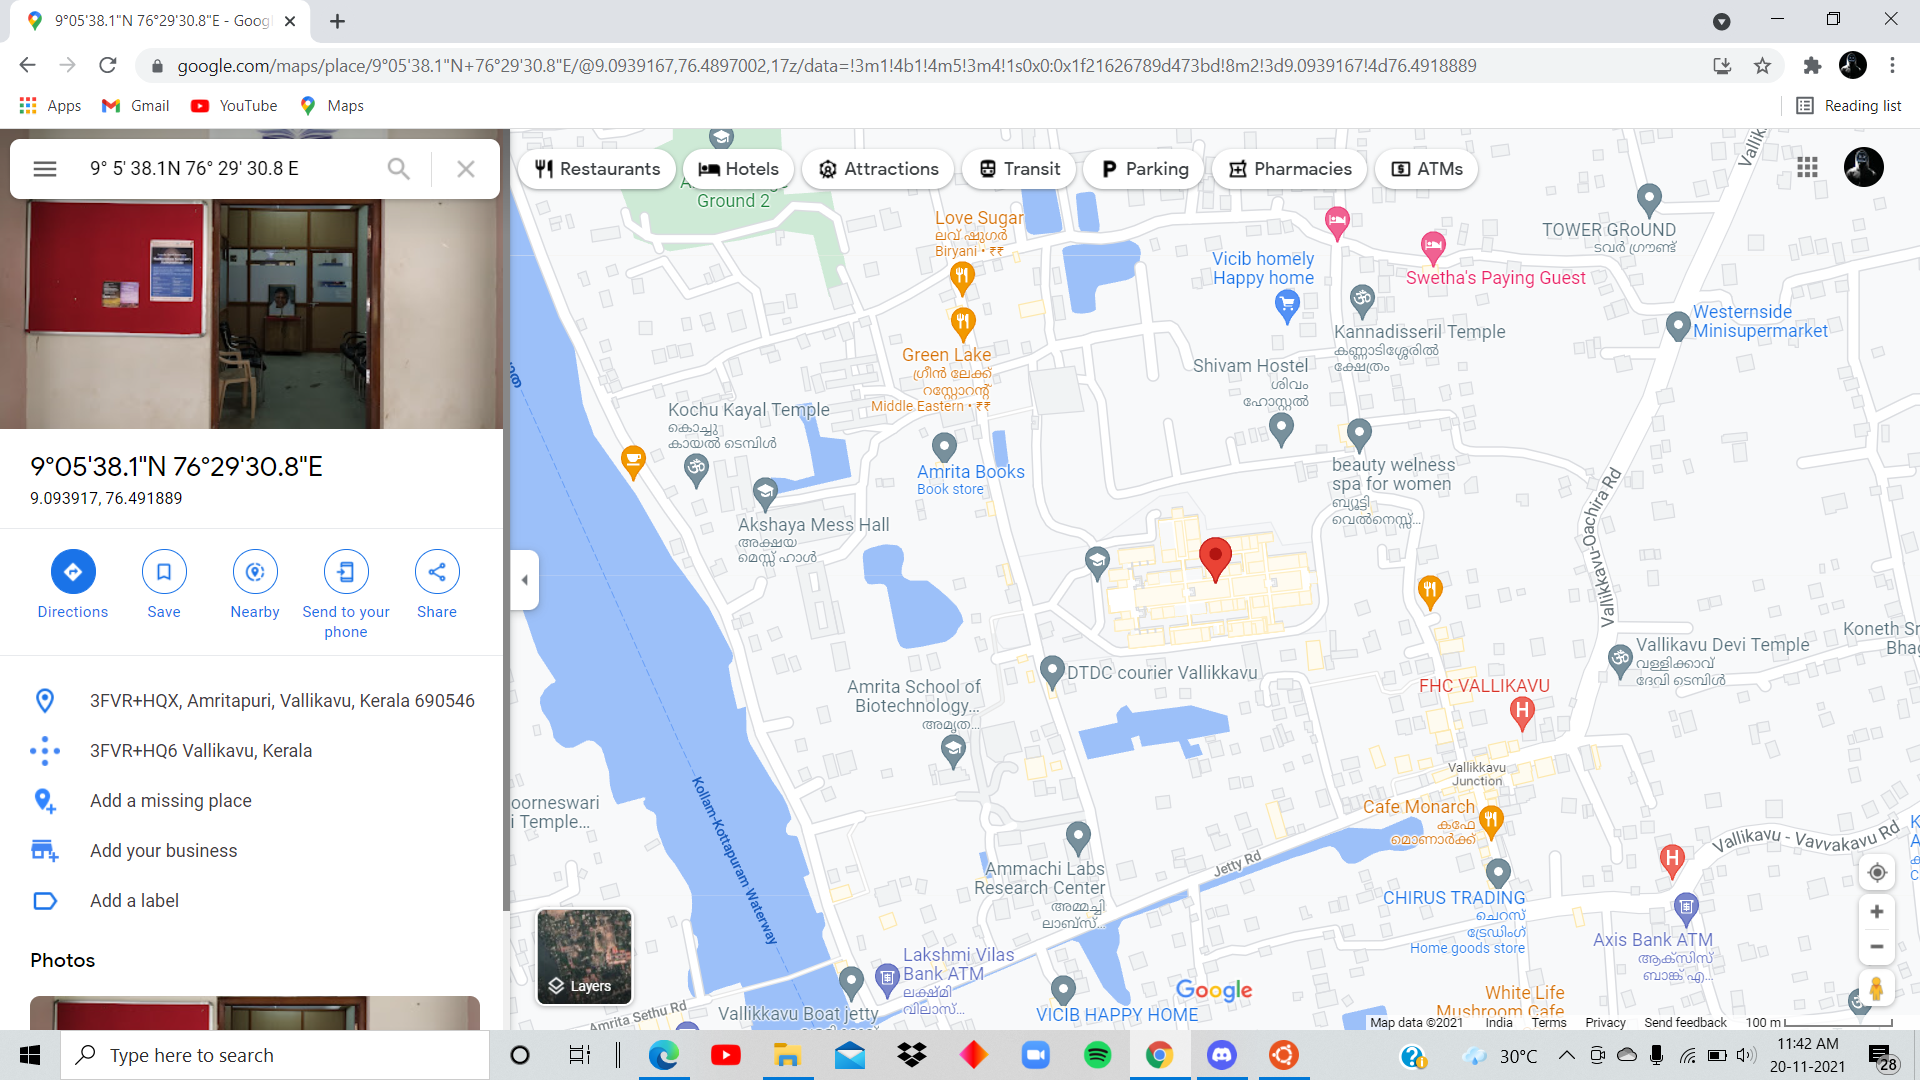 9°05'38.1"N 76°29'30.8"E - Goog
google.com/maps/place/9°05'38.1"N+76°29'30.8"E/@9.0939167,76.4897002,17z/data=!3m1!4b1!4m5!3m4!1s0x0:0x1f21626789d473bd!8m2!3d9.0939167!4d76.4918889
Apps
Gmail
YouTube
Maps
Reading list
9° 5' 38.1N 76° 29' 30.8 E
Restaurants
Hotels
Attractions
Transit
Parking
Pharmacies
ATMs
9°05'38.1"N 76°29'30.8"E
9.093917, 76.491889
Directions
Save
Nearby
Send to your
phone
Share
3FVR+HQX, Amritapuri, Vallikavu, Kerala 690546
3FVR+HQ6 Vallikavu, Kerala
Add a missing place
Add your business
Add a label
Photos
Ground 2
Love Sugar
ലവ് ഷുഗർ
Biryani • ₹₹
Green Lake
ഗ്രീൻ ലേക്ക്
റസ്റ്റോറന്റ്
Middle Eastern • ₹₹
Vicib homely
Happy home
Swetha's Paying Guest
TOWER GRoUND
ടവർ ഗ്രൗണ്ട്
Westernside
Minisupermarket
Kannadisseril Temple
കണ്ണാടിശ്ശേരിൽ
ക്ഷേത്രം
Shivam Hostel
ശിവം
ഹോസ്റ്റൽ
Kochu Kayal Temple
കൊച്ചു
കായൽ ടെമ്പിൾ
Amrita Books
Book store
Akshaya Mess Hall
അക്ഷയ
മെസ്സ് ഹാൾ
beauty welness
spa for women
ബ്യൂട്ടി
വെൽനെസ്സ്...
Vallikkavu-Oachira Rd
DTDC courier Vallikkavu
Amrita School of
Biotechnology...
അമൃത...
Vallikavu Devi Temple
വള്ളിക്കാവ്
ദേവി ടെമ്പിൾ
Koneth Sr
Bhag
FHC VALLIKAVU
Vallikkavu
Junction
Cafe Monarch
കഫേ
മൊണാർക്ക്
Vallikavu - Vavvakavu Rd
oorneswari
i Temple...
Kollam-Kottapuram Waterway
Jetty Rd
Ammachi Labs
Research Center
അമ്മച്ചി
ലാബ്സ്...
CHIRUS TRADING
ചെറസ്
ട്രേഡിംഗ്
Home goods store
Axis Bank ATM
ആക്സിസ്
ബാങ്ക് എ...
Lakshmi Vilas
Bank ATM
ലക്ഷ്മി
വിലാസ്...
Vallikkavu Boat jetty
Amrita Sethu Rd
VICIB HAPPY HOME
White Life
Mushroom Cafe
Layers
Google
Map data ©2021
India
Terms
Privacy
Send feedback
100 m
Type here to search
30°C
11:42 AM
20-11-2021
28